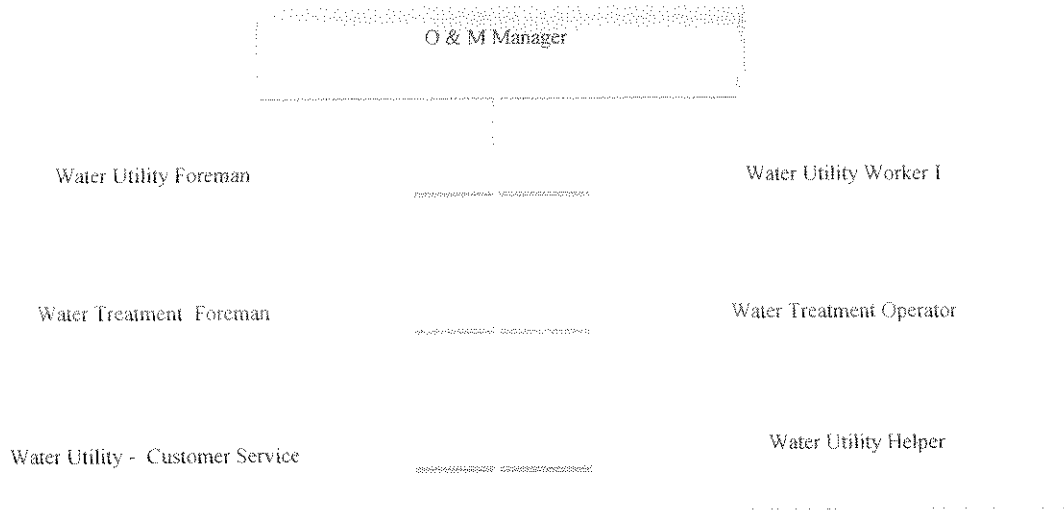 O & M Manager
Water Utility Foreman
Water Utility Worker I
Water Treatment Foreman
Water Treatment Operator
Water Utility - Customer Service
Water Utility Helper